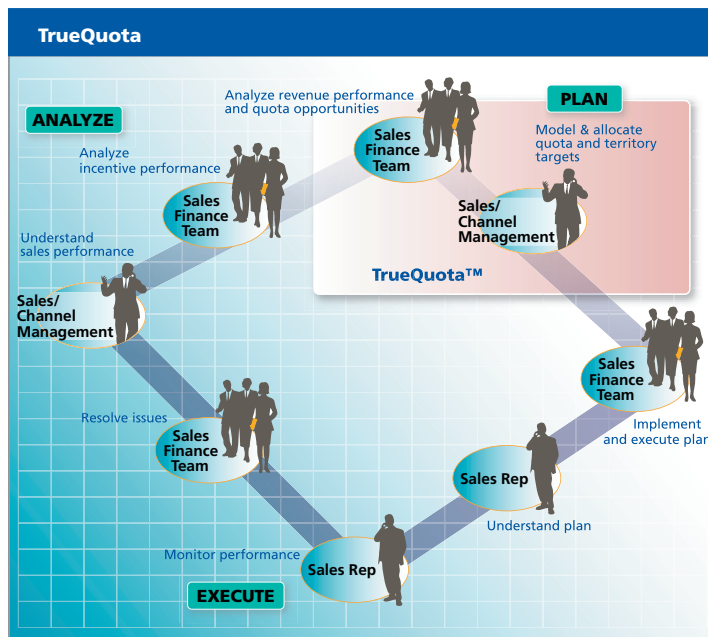 TrueQuota
Analyze revenue performance
and quota opportunities
PLAN
ANALYZE
Model & allocate
quota and territory
targets
Sales
Finance
Team
Analyze
incentive performance
Sales
Finance
Team
Sales/
Channel
Management
Understand
sales performance
TrueQuota™
Sales/
Channel
Management
Sales
Finance
Team
Resolve issues
Sales
Finance
Team
Implement
and execute plan
Sales Rep
Understand plan
Monitor performance
Sales Rep
EXECUTE